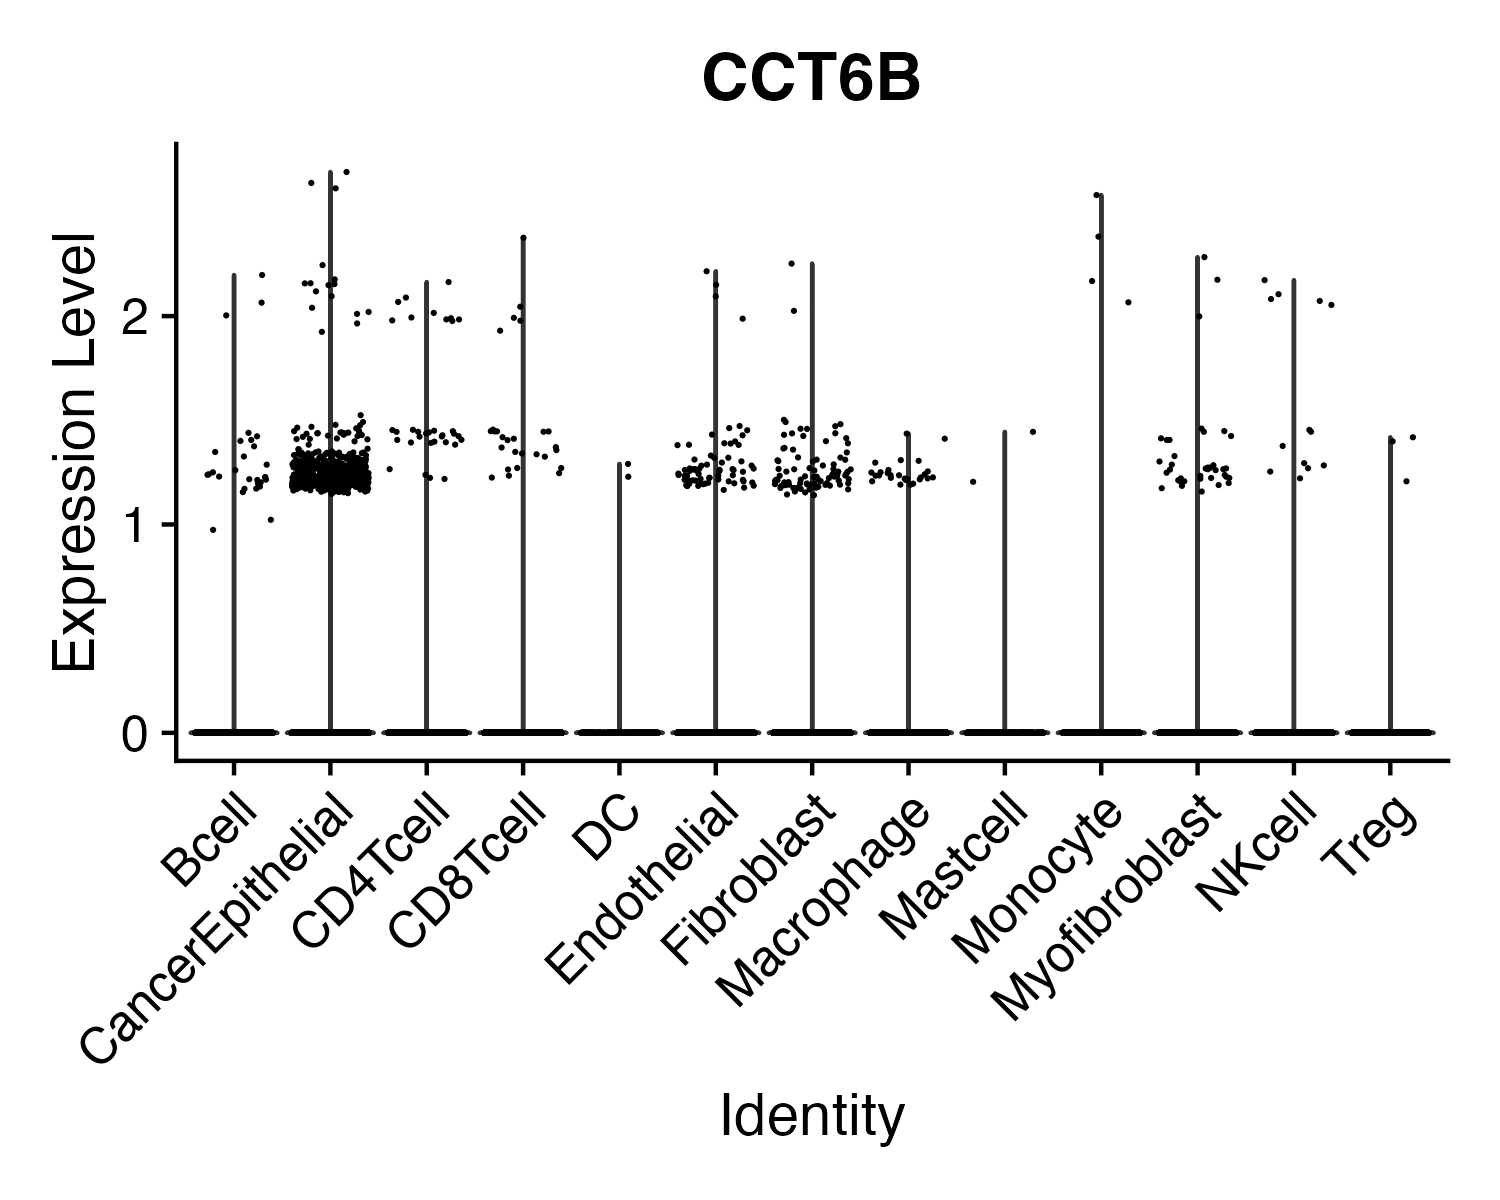 CCT6B
Expression Level
2
1
0
Bcell
CancerEpithelial
CD4Tcell
CD8Tcell
DC
Endothelial
Fibroblast
Macrophage
Mastcell
Monocyte
Myofibroblast
NKcell
Treg
Identity